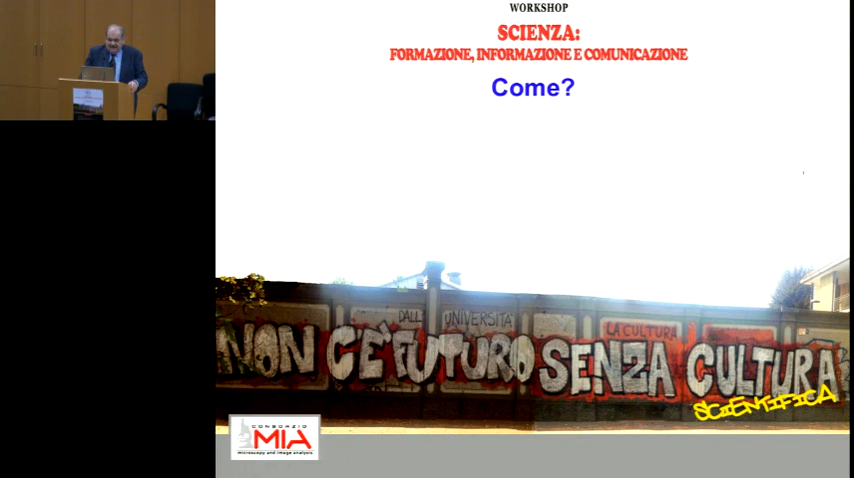 WORKSHOP
SCIENZA:
FORMAZIONE, INFORMAZIONE E COMUNICAZIONE
Come?
DALL' UNIVERSITÀ
LA CULTURA
NON C'È FUTURO SENZA CULTURA
SCIENTIFICA
CONSORZIO
MIA
microscopy and image analysis